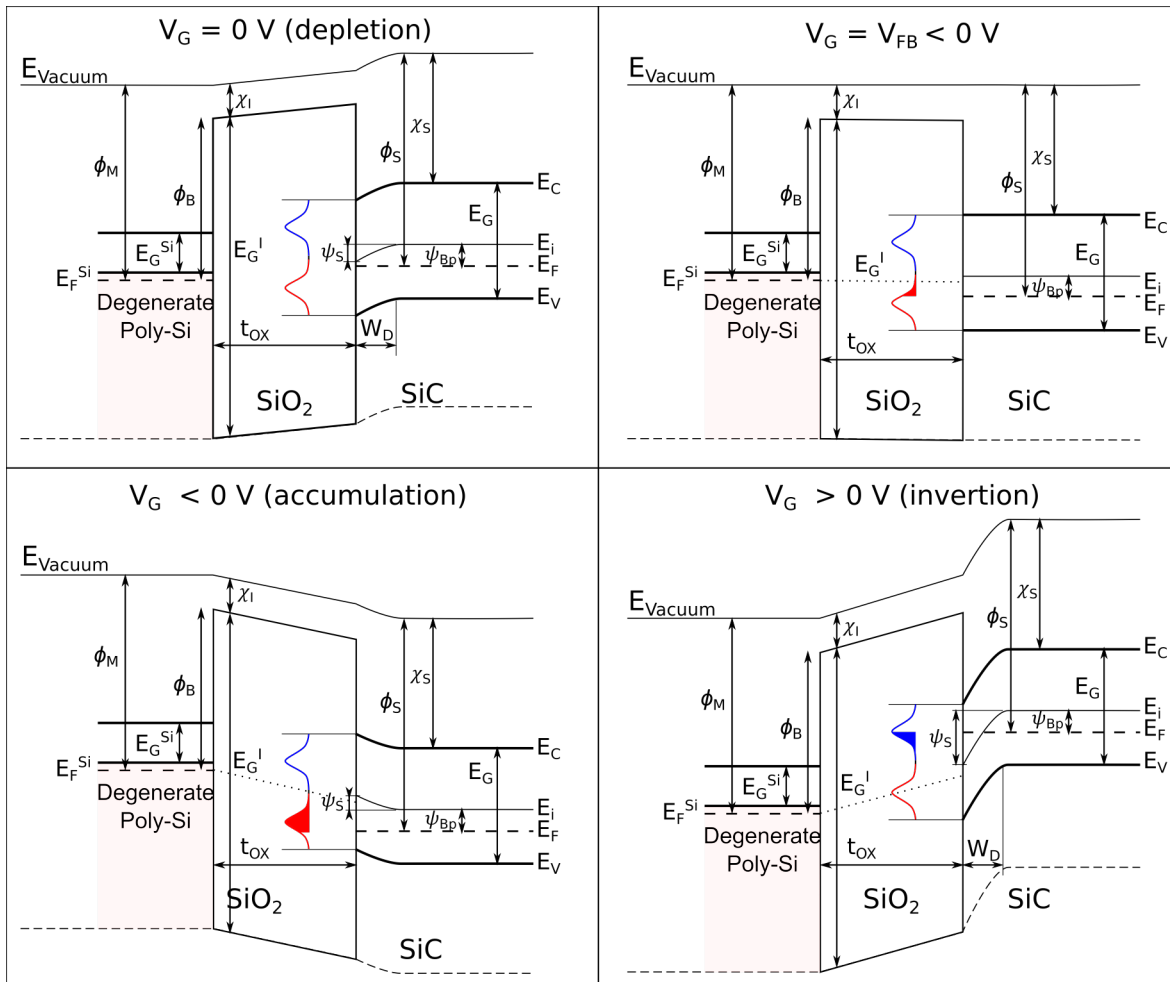 V_G = 0 V (depletion)
E_Vacuum
χ_I
χ_S
ϕ_M
ϕ_B
ϕ_S
E_C
E_G
E_G^Si
E_G^I
ψ_S
ψ_Bp
E_i
E_F
E_F^Si
E_V
Degenerate
Poly-Si
t_OX
W_D
SiO_2
SiC
V_G = V_FB < 0 V
E_Vacuum
χ_I
χ_S
ϕ_M
ϕ_B
ϕ_S
E_C
E_G
E_G^Si
E_G^I
E_i
ψ_Bp
E_F
E_F^Si
E_V
Degenerate
Poly-Si
t_OX
SiO_2
SiC
V_G < 0 V (accumulation)
E_Vacuum
χ_I
χ_S
ϕ_M
ϕ_B
ϕ_S
E_C
E_G
E_G^Si
E_G^I
E_F^Si
ψ_S
ψ_Bp
E_i
E_F
E_V
Degenerate
Poly-Si
t_OX
SiO_2
SiC
V_G > 0 V (invertion)
E_Vacuum
χ_I
χ_S
ϕ_S
ϕ_M
ϕ_B
E_C
E_G
E_i
ψ_Bp
E_F
ψ_S
E_G^Si
E_G^I
E_V
E_F^Si
Degenerate
Poly-Si
t_OX
W_D
SiO_2
SiC